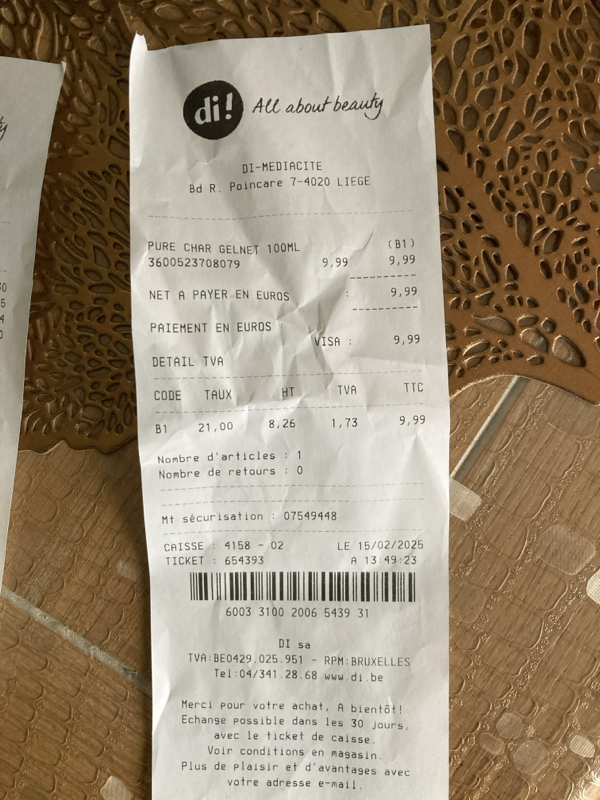 di! All about beauty
DI-MEDIACITE
Bd R. Poincare 7-4020 LIEGE
PURE CHAR GELNET 100ML (B1)
3600523708079 9,99 9,99
NET A PAYER EN EUROS : 9,99
PAIEMENT EN EUROS
VISA : 9,99
DETAIL TVA
CODE TAUX HT TVA TTC
B1 21,00 8,26 1,73 9,99
Nombre d'articles : 1
Nombre de retours : 0
Mt sécurisation : 07549448
CAISSE : 4158 - 02 LE 15/02/2025
TICKET : 654393 A 13:49:23
6003 3100 2006 5439 31
DI sa
TVA:BE0429.025.951 - RPM:BRUXELLES
Tel:04/341.28.68 www.di.be
Merci pour votre achat, A bientôt!
Echange possible dans les 30 jours,
avec le ticket de caisse.
Voir conditions en magasin.
Plus de plaisir et d'avantages avec
votre adresse e-mail.